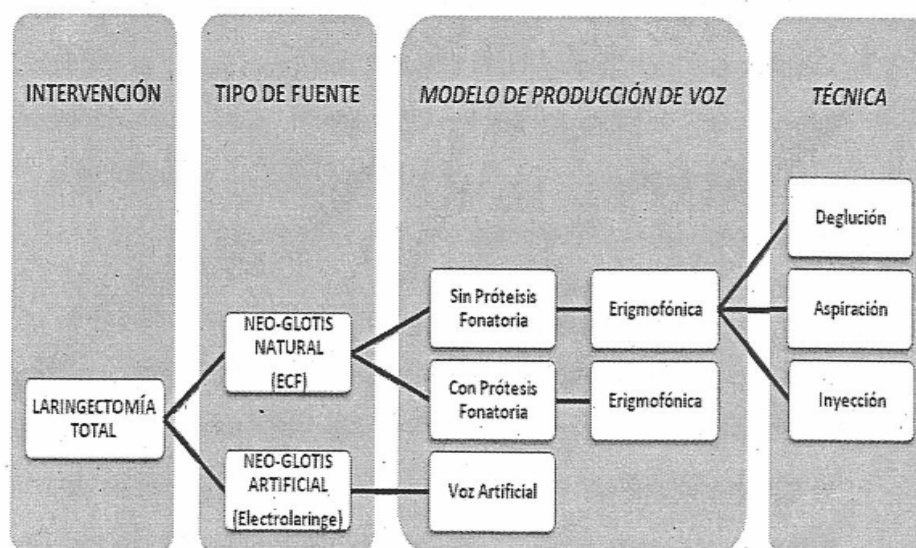 INTERVENCIÓN
TIPO DE FUENTE
MODELO DE PRODUCCIÓN DE VOZ
TÉCNICA
LARINGECTOMÍA
TOTAL
NEO-GLOTIS
NATURAL
(ECF)
NEO-GLOTIS
ARTIFICIAL
(Electrolaringe)
Sin Próteisis
Fonatoria
Con Prótesis
Fonatoria
Voz Artificial
Erigmofónica
Erigmofónica
Deglución
Aspiración
Inyección